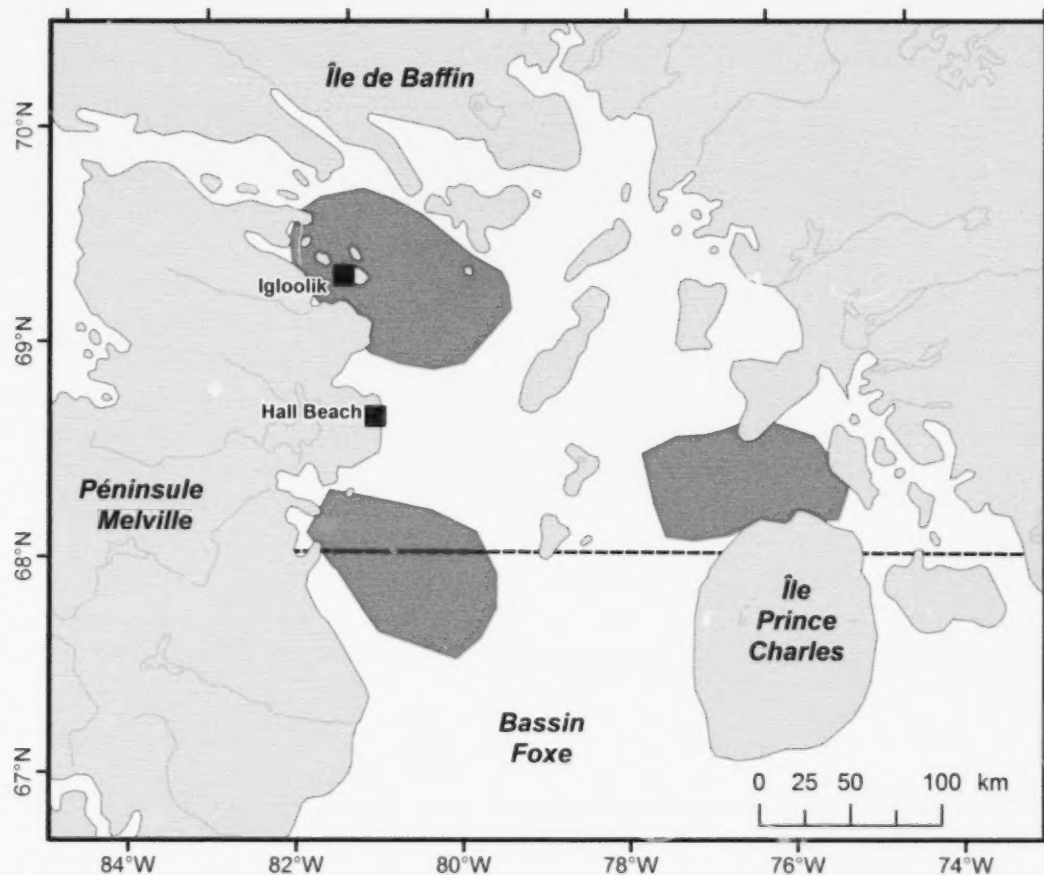 Île de Baffin
70°N
Igloolik
69°N
Hall Beach
Péninsule
Melville
68°N
Île
Prince
Charles
Bassin
Foxe
67°N
0 25 50 100 km
84°W 82°W 80°W 78°W 76°W 74°W